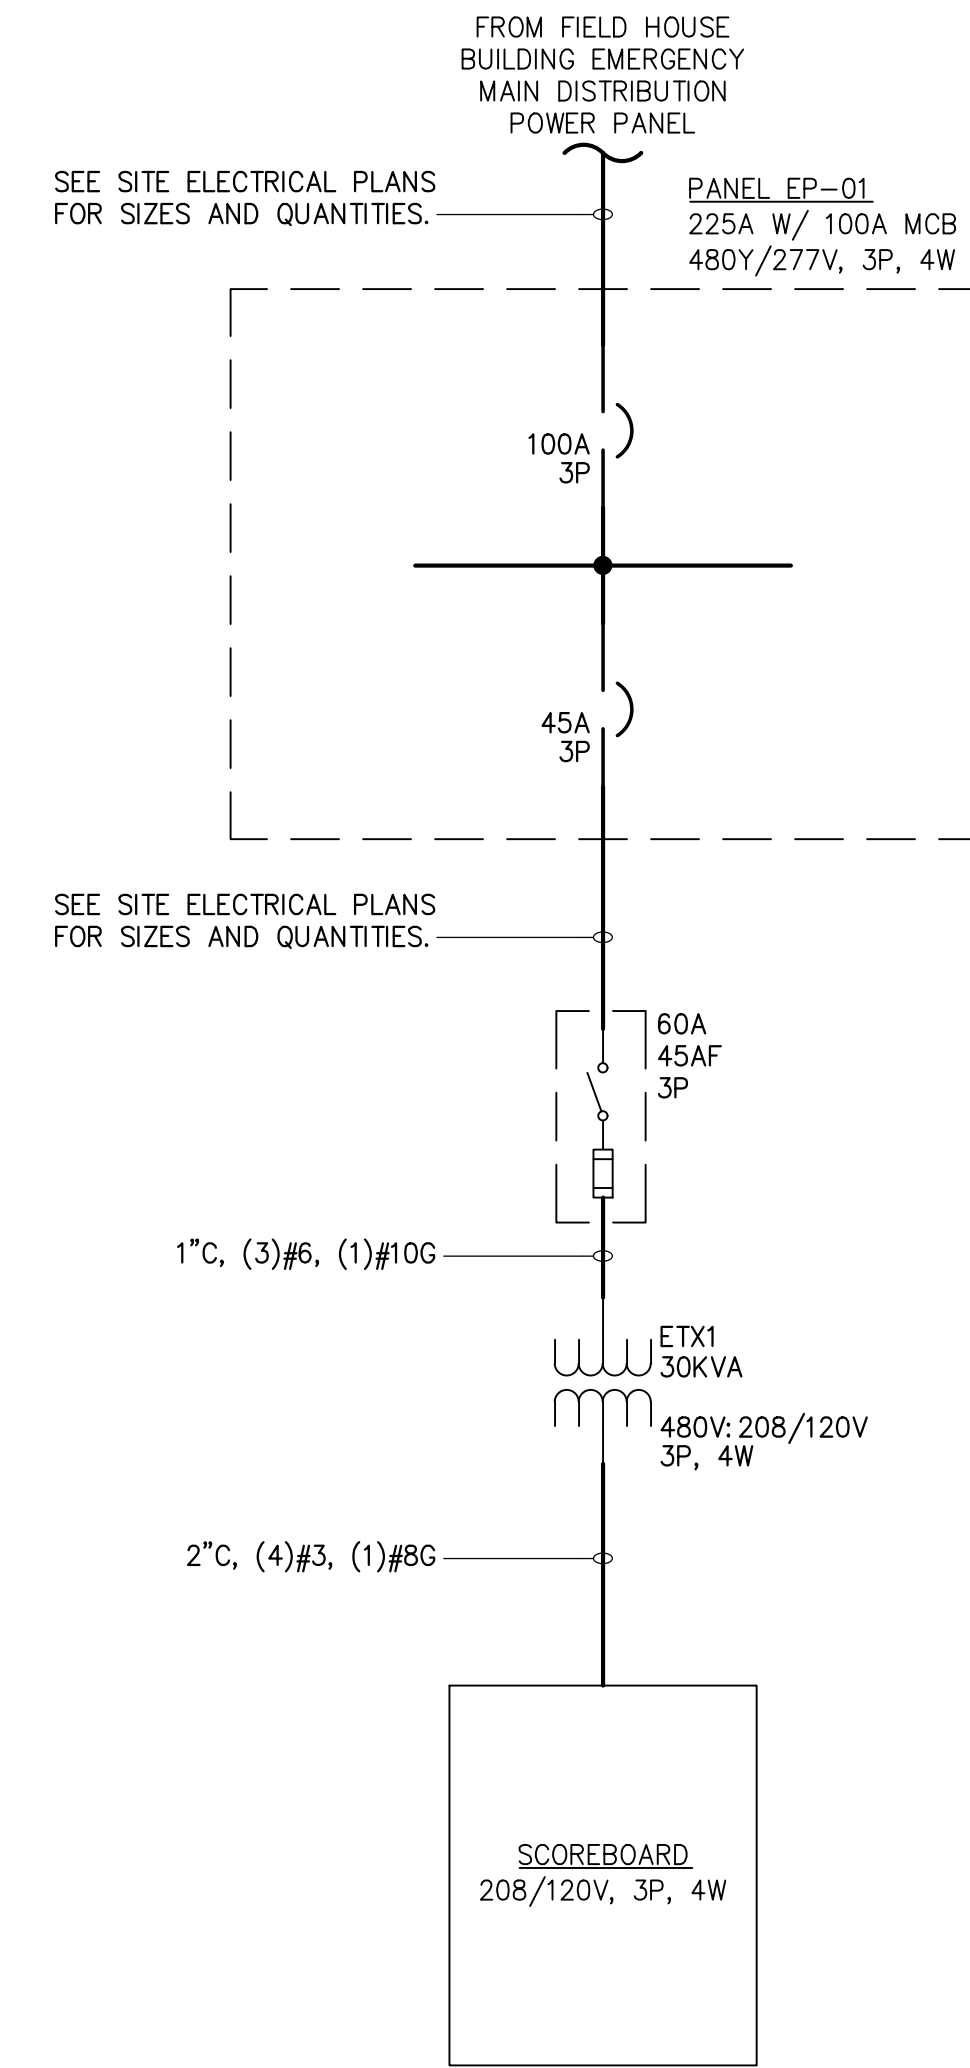 FROM FIELD HOUSE
BUILDING EMERGENCY
MAIN DISTRIBUTION
POWER PANEL
SEE SITE ELECTRICAL PLANS
FOR SIZES AND QUANTITIES.
PANEL EP-01
225A W/ 100A MCB
480Y/277V, 3P, 4W
100A
3P
45A
3P
SEE SITE ELECTRICAL PLANS
FOR SIZES AND QUANTITIES.
60A
45AF
3P
1"C, (3)#6, (1)#10G
ETX1
30KVA
480V:208/120V
3P, 4W
2"C, (4)#3, (1)#8G
SCOREBOARD
208/120V, 3P, 4W